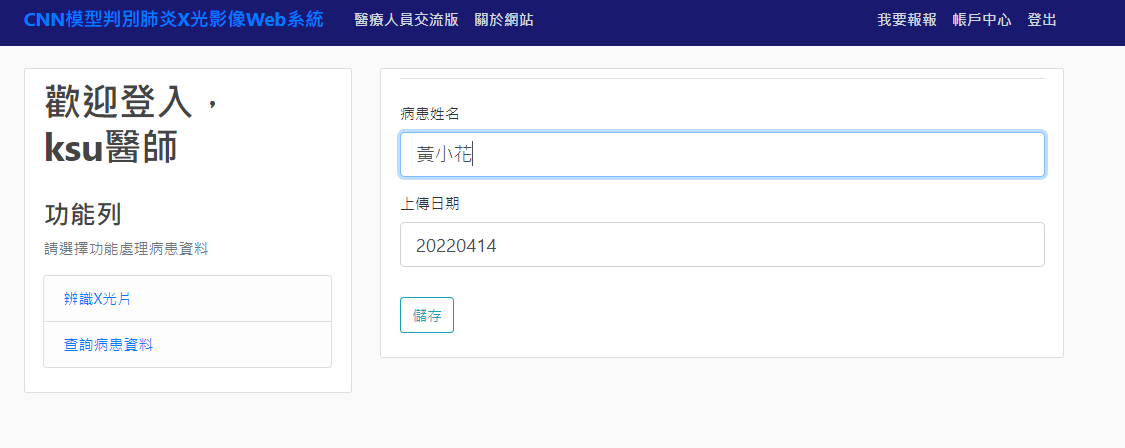 CNN模型判別肺炎X光影像Web系統 醫療人員交流版 關於網站 我要報報 帳戶中心 登出
歡迎登入，
ksu醫師
功能列
請選擇功能處理病患資料
辨識X光片
查詢病患資料
病患姓名
黃小花
上傳日期
20220414
儲存